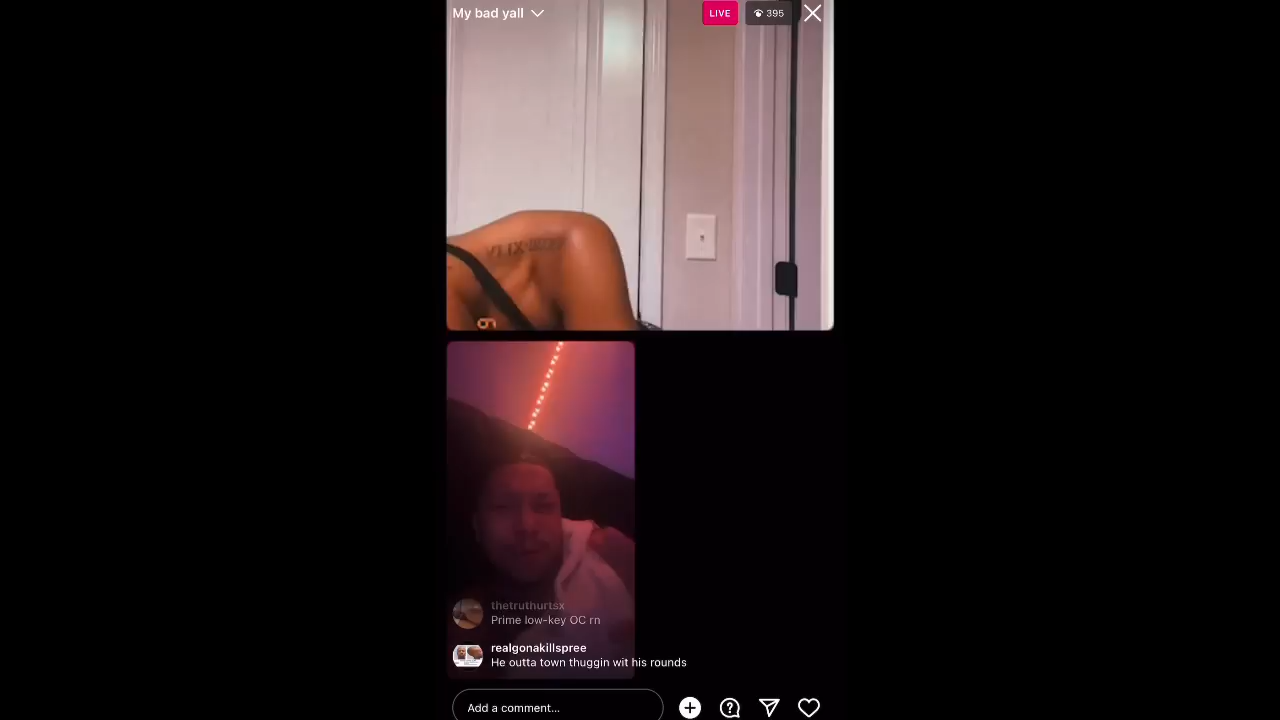 My bad yall
LIVE
395
thetruthurtsx
Prime low-key OC rn
realgonakillspree
He outta town thuggin wit his rounds
Add a comment...